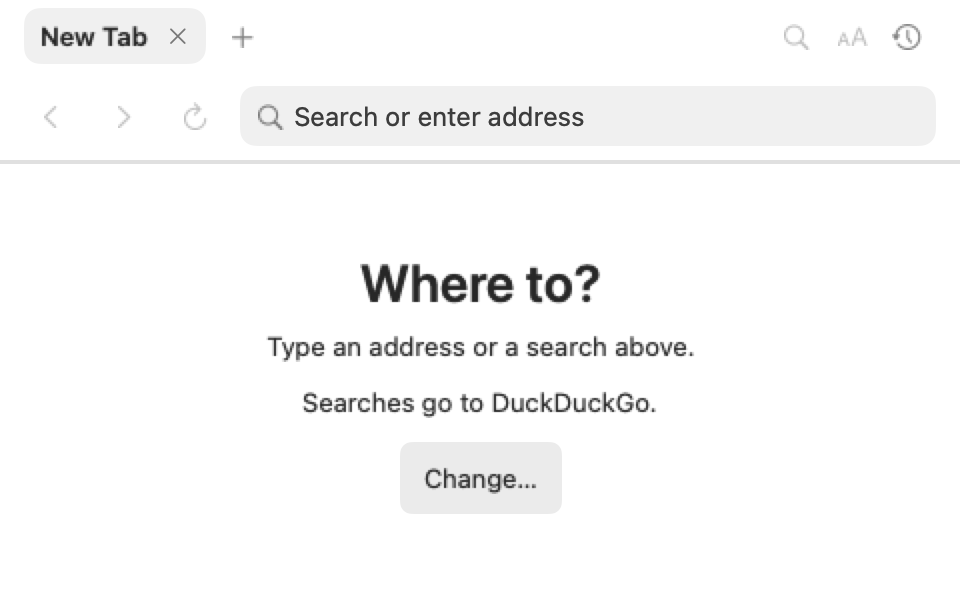 New Tab
AA
Search or enter address
Where to?
Type an address or a search above.
Searches go to DuckDuckGo.
Change...